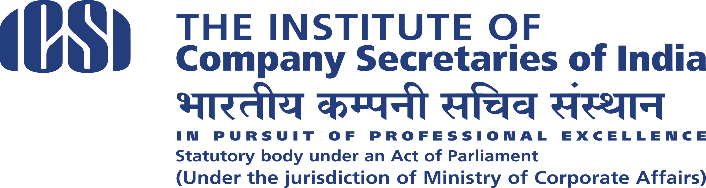 ICSI
THE INSTITUTE OF
Company Secretaries of India
भारतीय कम्पनी सचिव संस्थान
IN PURSUIT OF PROFESSIONAL EXCELLENCE
Statutory body under an Act of Parliament
(Under the jurisdiction of Ministry of Corporate Affairs)